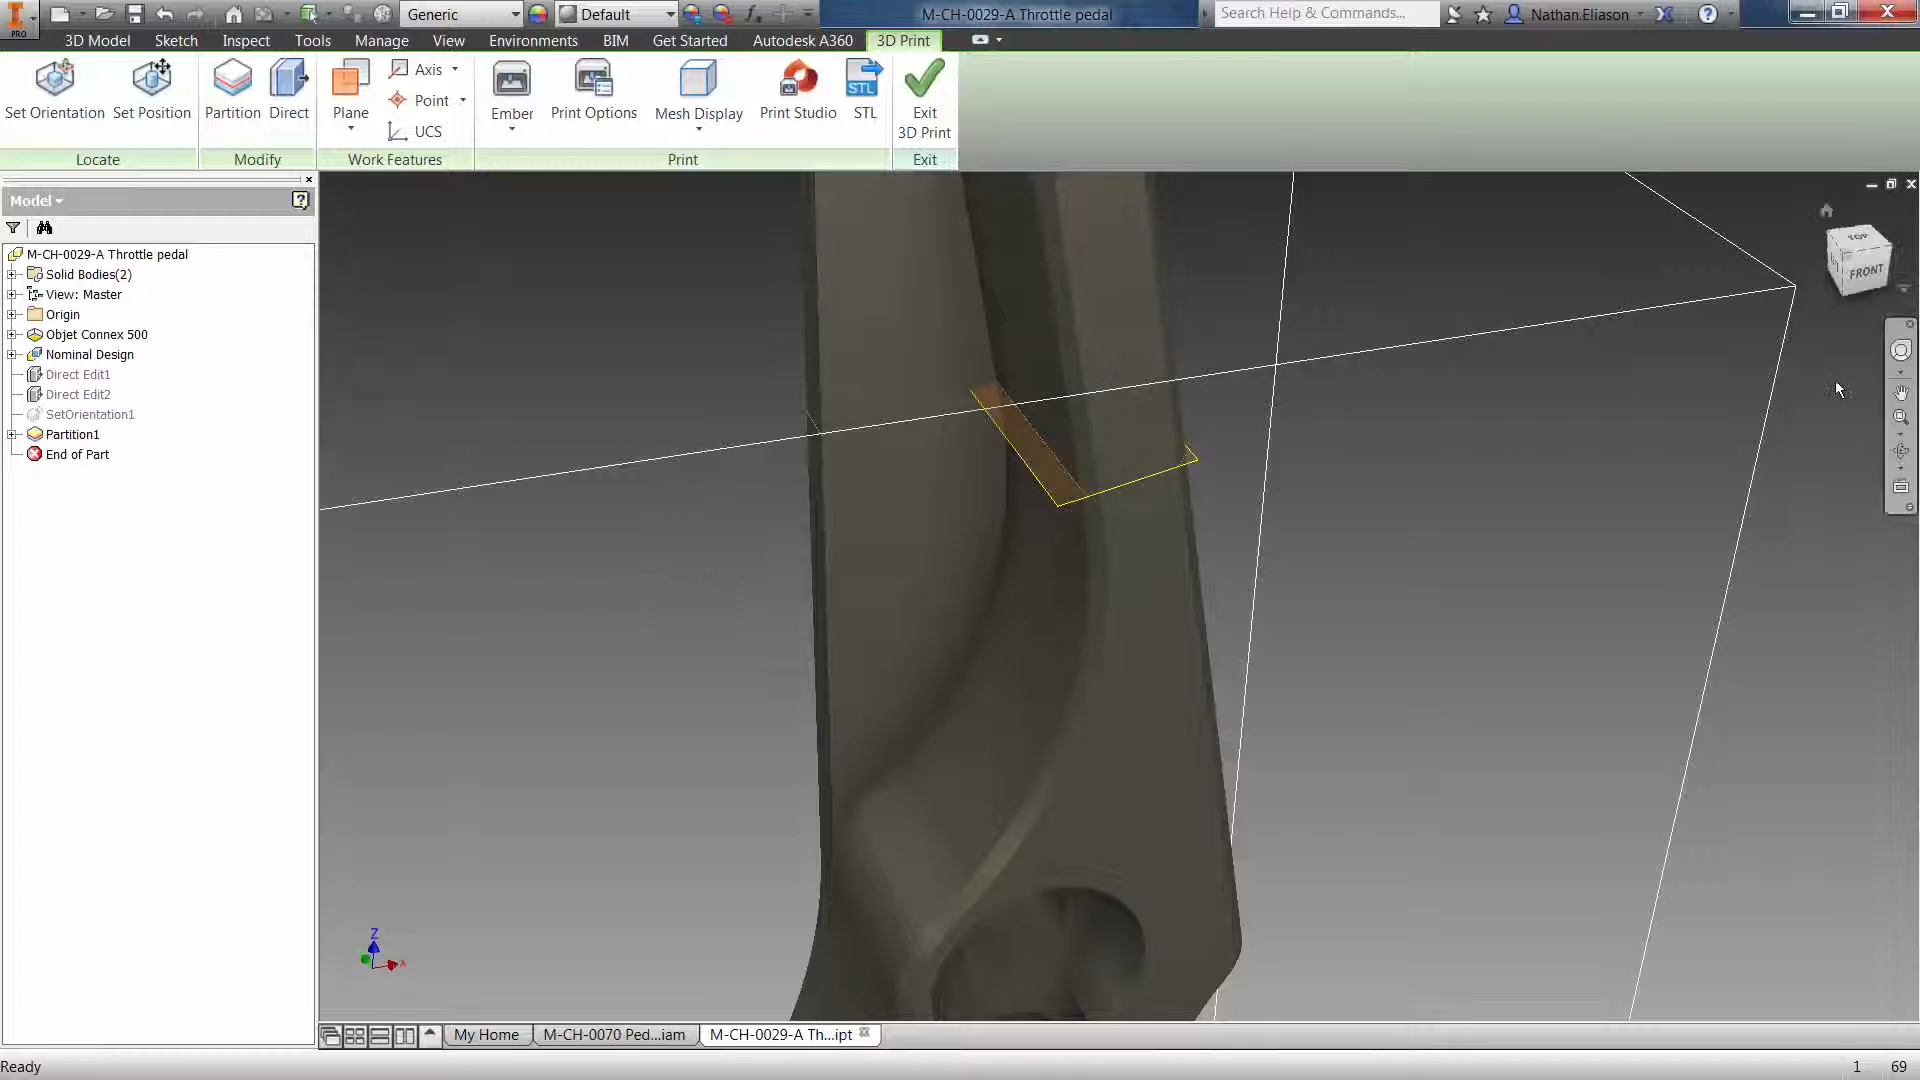 PRO
Generic
Default
M-CH-0029-A Throttle pedal
Search Help & Commands...
Nathan.Eliason
3D Model
Sketch
Inspect
Tools
Manage
View
Environments
BIM
Get Started
Autodesk A360
3D Print
Set Orientation
Set Position
Partition
Direct
Plane
Axis
Point
UCS
Ember
Print Options
Mesh Display
Print Studio
STL
STL
Exit
3D Print
Locate
Modify
Work Features
Print
Exit
Model
M-CH-0029-A Throttle pedal
Solid Bodies(2)
View: Master
Origin
Objet Connex 500
Nominal Design
Direct Edit1
Direct Edit2
SetOrientation1
Partition1
End of Part
TOP
FRONT
Z
X
My Home
M-CH-0070 Ped...iam
M-CH-0029-A Th...ipt
Ready
1
69